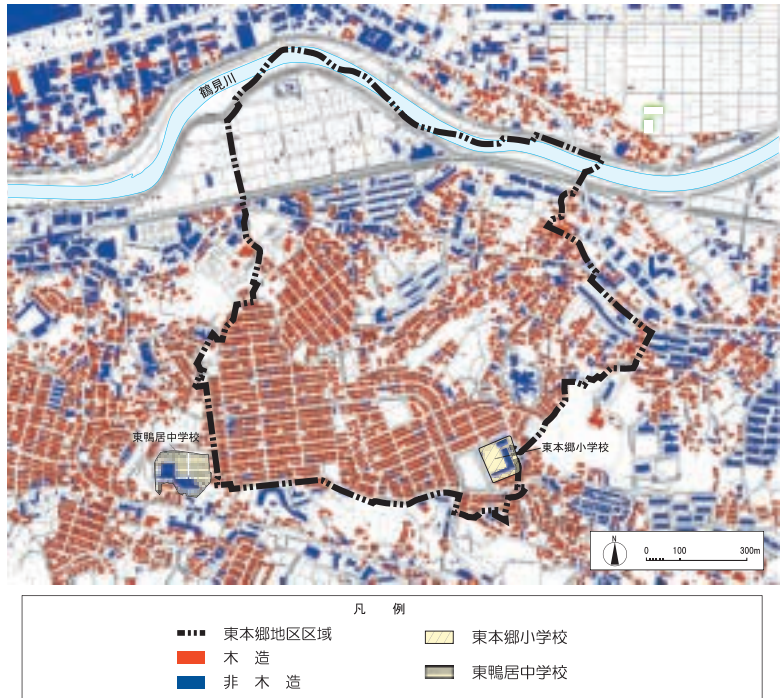 鶴見川
東鴨居中学校
東本郷小学校
N
0 100 300m
凡 例
東本郷地区区域
木 造
非 木 造
東本郷小学校
東鴨居中学校